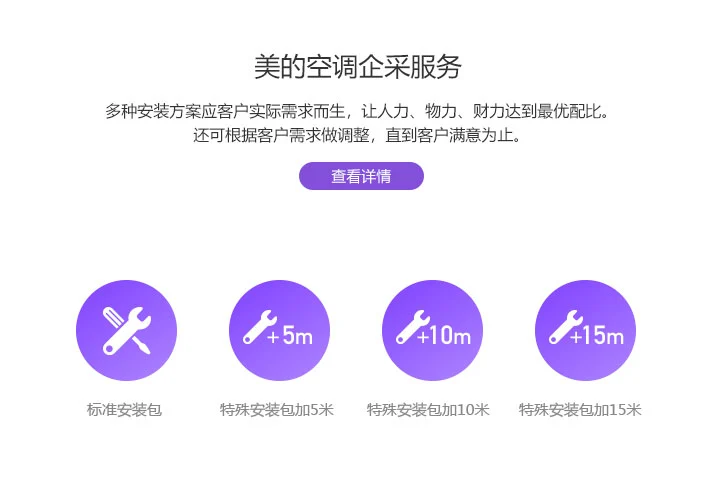 美的空调企采服务
多种安装方案应客户实际需求而生，让人力、物力、财力达到最优配比。
还可根据客户需求做调整，直到客户满意为止。
查看详情
+5m
+10m
+15m
标准安装包
特殊安装包加5米
特殊安装包加10米
特殊安装包加15米